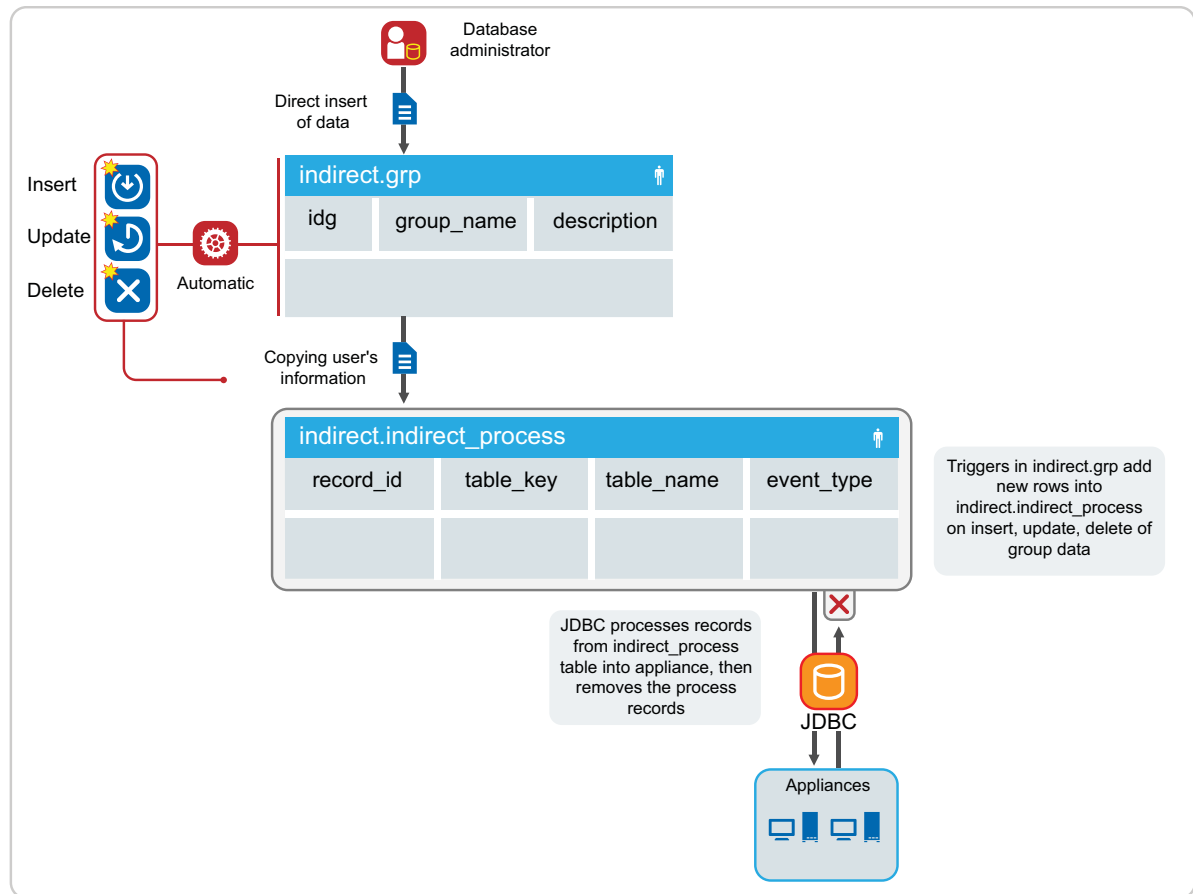 Database
administrator
Direct insert
of data
Insert
Update
Delete
Automatic
indirect.grp
idg group_name description
Copying user's
information
indirect.indirect_process
record_id table_key table_name event_type
Triggers in indirect.grp add
new rows into
indirect.indirect_process
on insert, update, delete of
group data
JDBC processes records
from indirect_process
table into appliance, then
removes the process
records
JDBC
Appliances